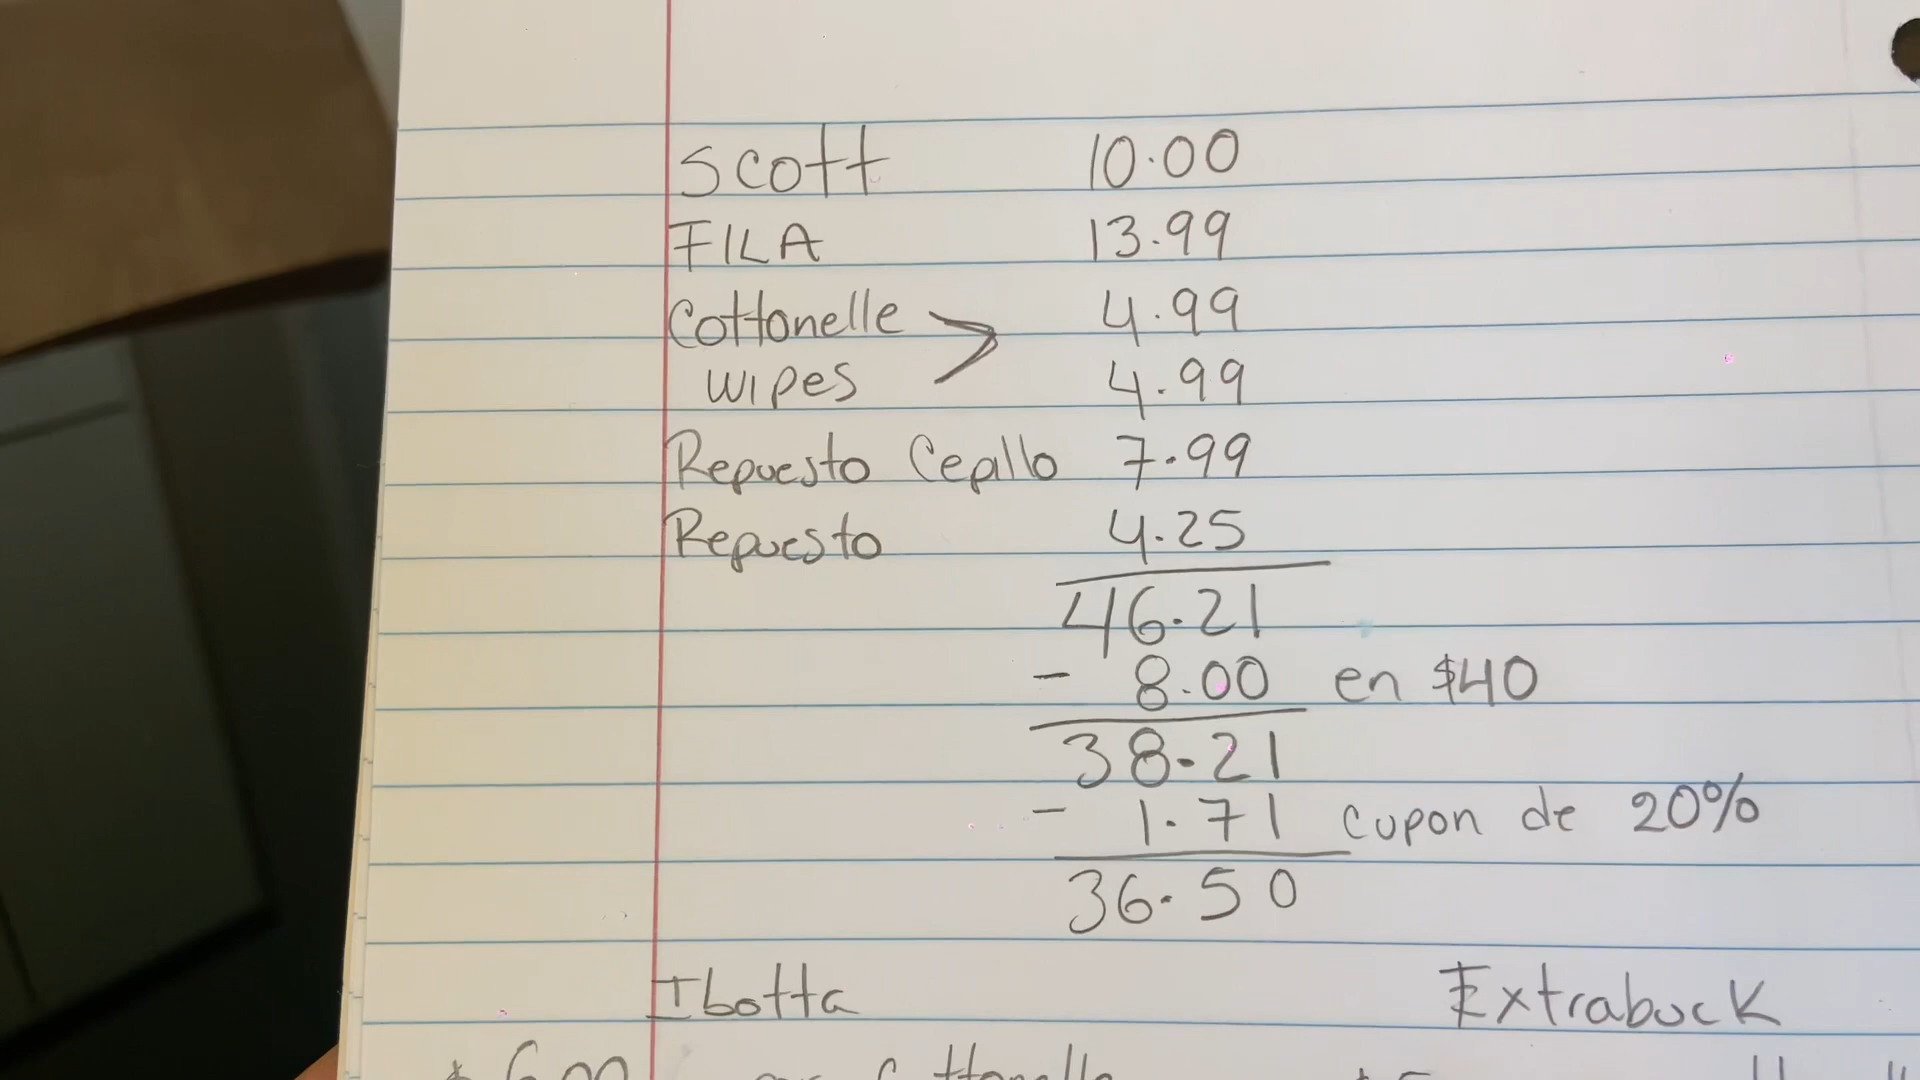 Scott 10.00
FILA 13.99
Cottonelle > 4.99
wipes 4.99
Repuesto Cepllo 7.99
Repuesto 4.25
46.21
- 8.00 en $40
38.21
- 1.71 cupon de 20%
36.50
Ibotta Extrabuck